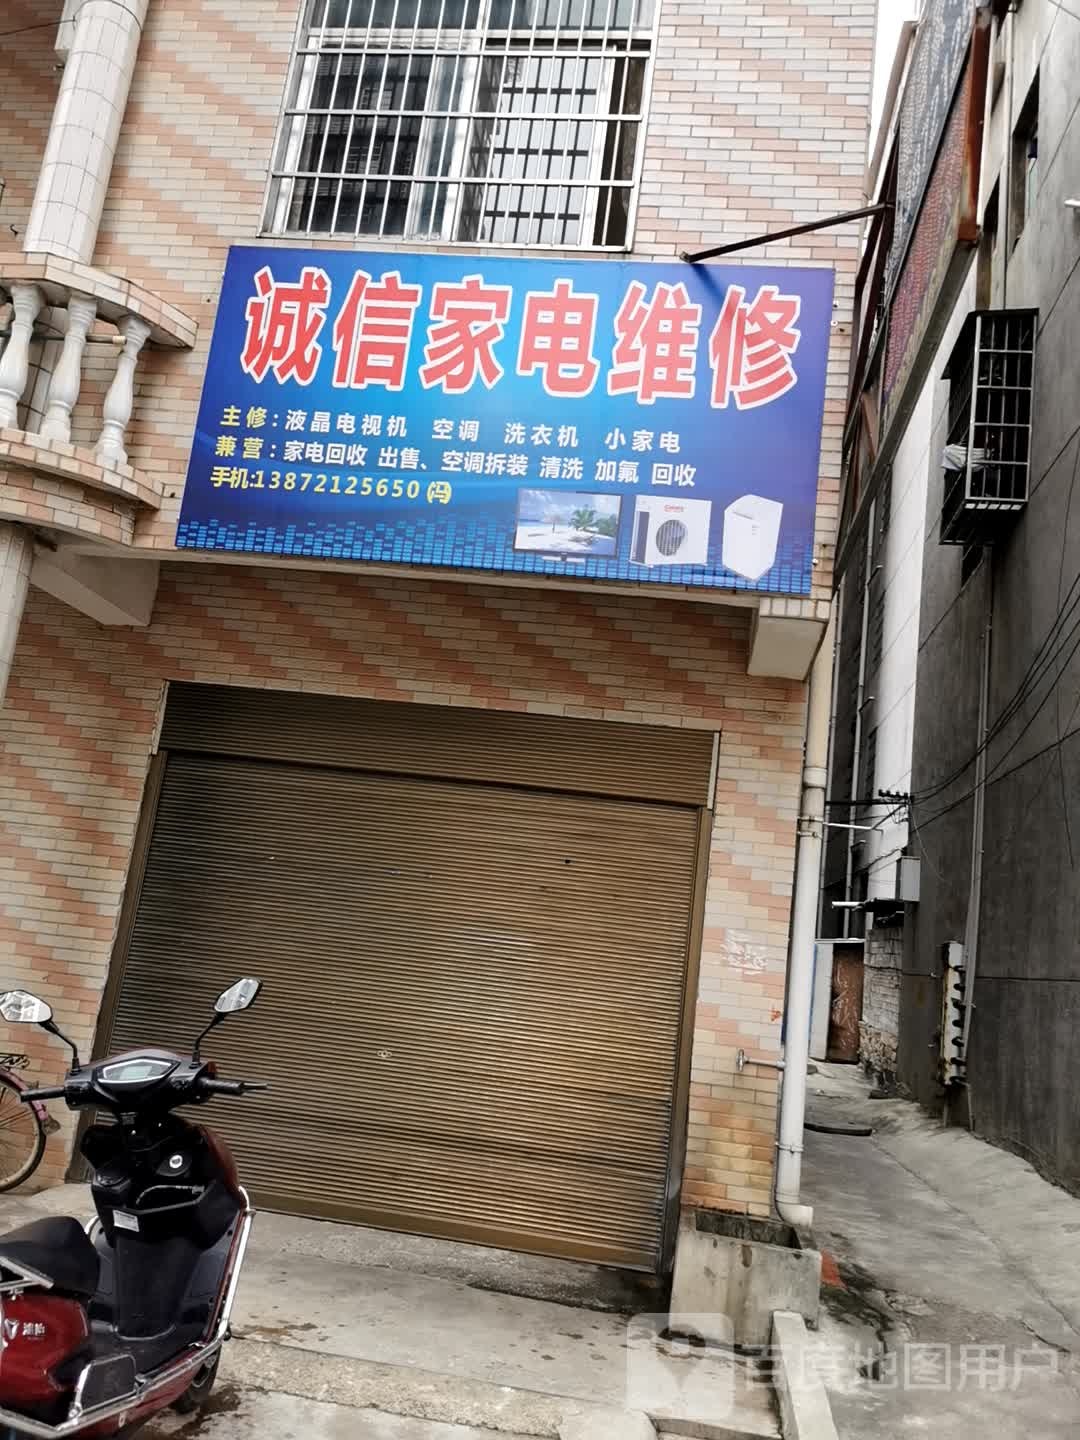 诚信家电维修
主修：液晶电视机 空调 洗衣机 小家电
兼营：家电回收 出售、空调拆装 清洗 加氟 回收
手机:13872125650(冯)
百度地图用户